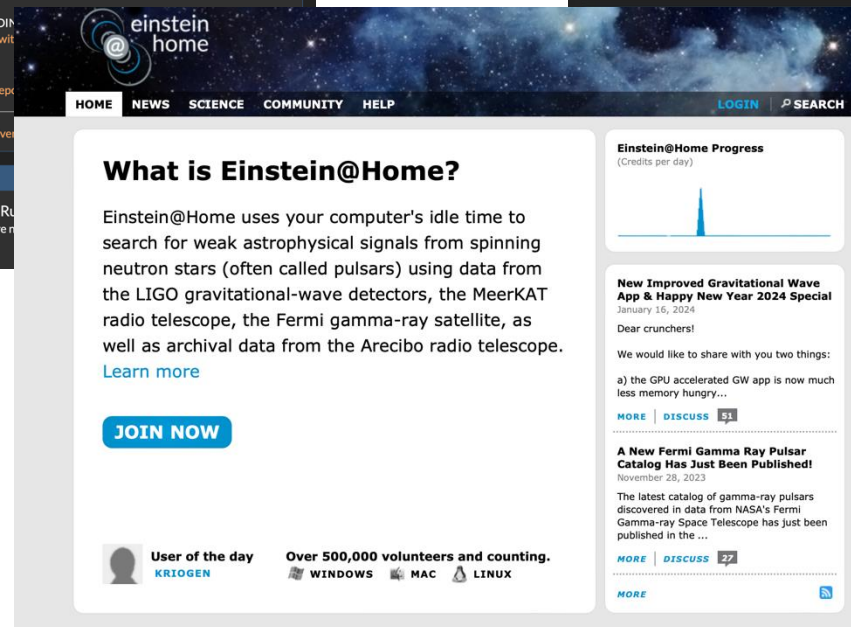 einstein
@ home
HOME NEWS SCIENCE COMMUNITY HELP LOGIN SEARCH
What is Einstein@Home?
Einstein@Home uses your computer's idle time to
search for weak astrophysical signals from spinning
neutron stars (often called pulsars) using data from
the LIGO gravitational-wave detectors, the MeerKAT
radio telescope, the Fermi gamma-ray satellite, as
well as archival data from the Arecibo radio telescope.
Learn more
JOIN NOW
User of the day
KRIOGEN
Over 500,000 volunteers and counting.
WINDOWS MAC LINUX
Einstein@Home Progress
(Credits per day)
New Improved Gravitational Wave
App & Happy New Year 2024 Special
January 16, 2024
Dear crunchers!
We would like to share with you two things:
a) the GPU accelerated GW app is now much
less memory hungry...
MORE DISCUSS 51
A New Fermi Gamma Ray Pulsar
Catalog Has Just Been Published!
November 28, 2023
The latest catalog of gamma-ray pulsars
discovered in data from NASA's Fermi
Gamma-ray Space Telescope has just been
published in the ...
MORE DISCUSS 27
MORE